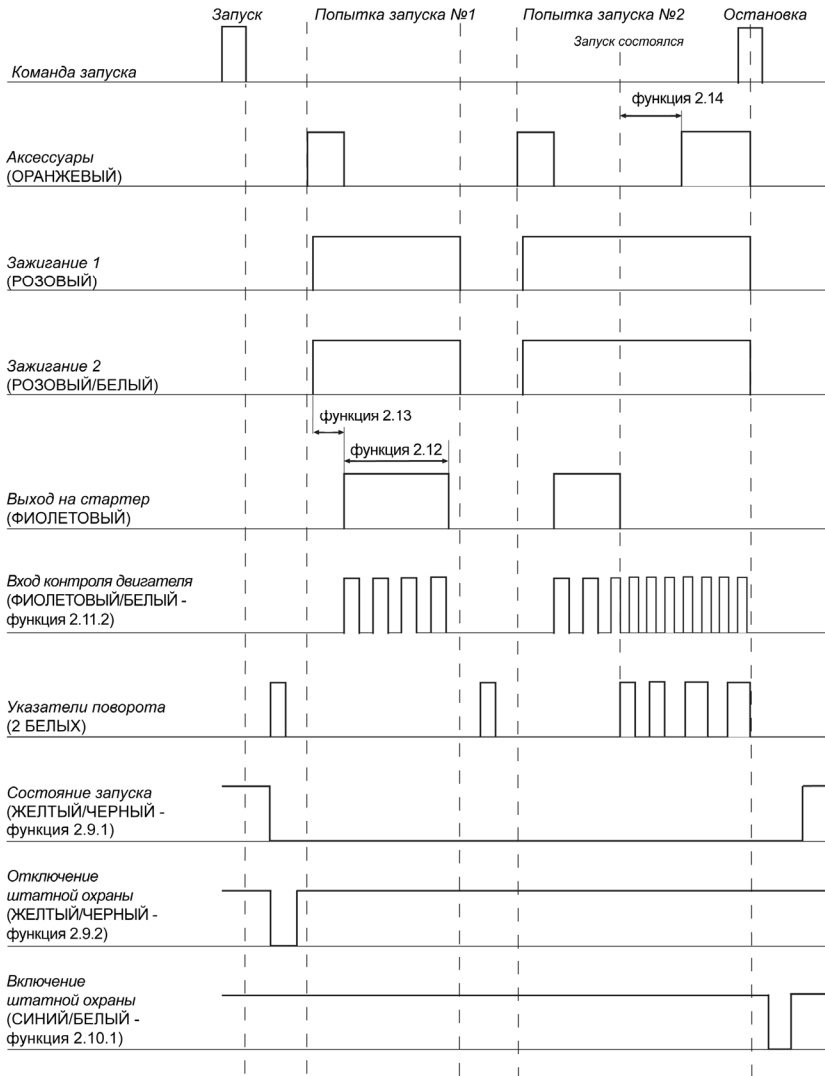 Запуск
Попытка запуска №1
Попытка запуска №2
Остановка
Запуск состоялся
Команда запуска
функция 2.14
Аксессуары
(ОРАНЖЕВЫЙ)
Зажигание 1
(РОЗОВЫЙ)
Зажигание 2
(РОЗОВЫЙ/БЕЛЫЙ)
функция 2.13
функция 2.12
Выход на стартер
(ФИОЛЕТОВЫЙ)
Вход контроля двигателя
(ФИОЛЕТОВЫЙ/БЕЛЫЙ -
функция 2.11.2)
Указатели поворота
(2 БЕЛЫХ)
Состояние запуска
(ЖЕЛТЫЙ/ЧЕРНЫЙ -
функция 2.9.1)
Отключение
штатной охраны
(ЖЕЛТЫЙ/ЧЕРНЫЙ -
функция 2.9.2)
Включение
штатной охраны
(СИНИЙ/БЕЛЫЙ -
функция 2.10.1)